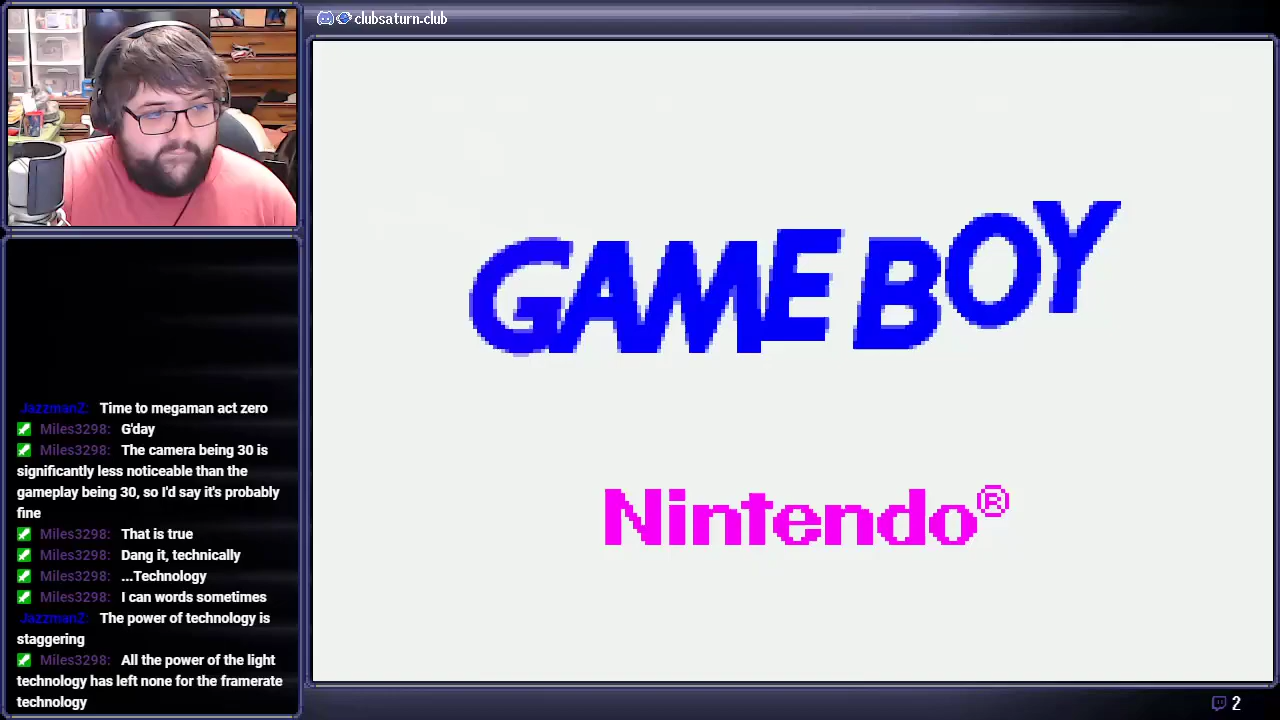 clubsaturn.club
GAME BOY
Nintendo®
JazzmanZ: Time to megaman act zero
Miles3298: G'day
Miles3298: The camera being 30 is
significantly less noticeable than the
gameplay being 30, so I'd say it's probably
fine
Miles3298: That is true
Miles3298: Dang it, technically
Miles3298: ...Technology
Miles3298: I can words sometimes
JazzmanZ: The power of technology is
staggering
Miles3298: All the power of the light
technology has left none for the framerate
technology
2